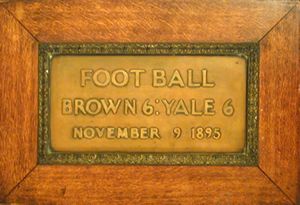 FOOT BALL
BROWN 6: YALE 6
NOVEMBER 9 1895